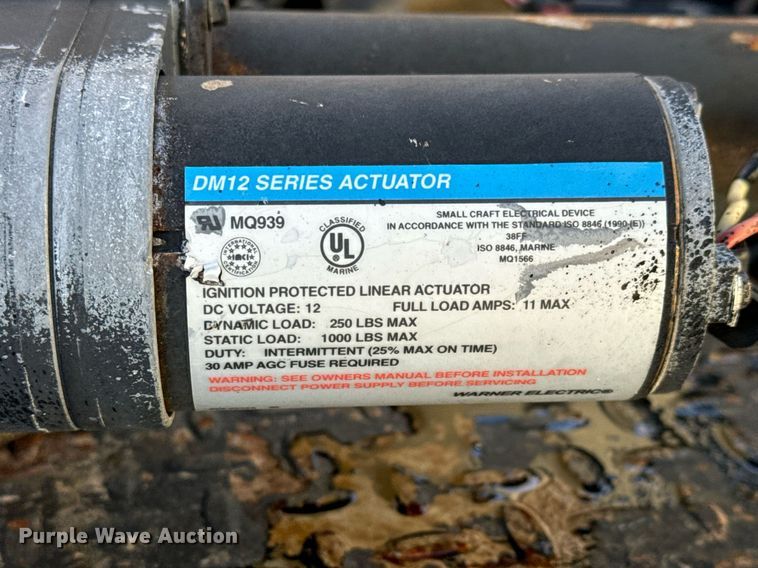 DM12 SERIES ACTUATOR
MQ939
CLASSIFIED
UL
MARINE
INTERNATIONAL
CERTIFICATION
SMALL CRAFT ELECTRICAL DEVICE
IN ACCORDANCE WITH THE STANDARD ISO 8846 (1990 (E))
38FF
ISO 8846, MARINE
MQ1566
IGNITION PROTECTED LINEAR ACTUATOR
DC VOLTAGE: 12 FULL LOAD AMPS: 11 MAX
DYNAMIC LOAD: 250 LBS MAX
STATIC LOAD: 1000 LBS MAX
DUTY: INTERMITTENT (25% MAX ON TIME)
30 AMP AGC FUSE REQUIRED
WARNING: SEE OWNERS MANUAL BEFORE INSTALLATION
DISCONNECT POWER SUPPLY BEFORE SERVICING
WARNER ELECTRIC®
Purple Wave Auction